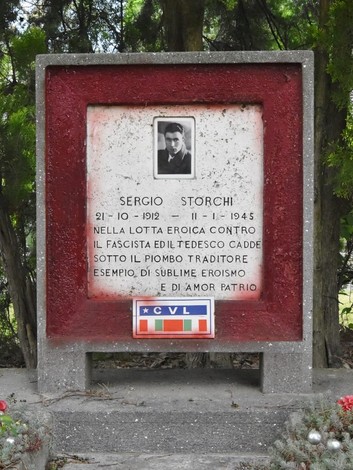 SERGIO STORCHI
21-10-1912 - 11-1-1945
NELLA LOTTA EROICA CONTRO
IL FASCISTA ED IL TEDESCO CADDE
SOTTO IL PIOMBO TRADITORE
ESEMPIO DI SUBLIME EROISMO
E DI AMOR PATRIO
CVL